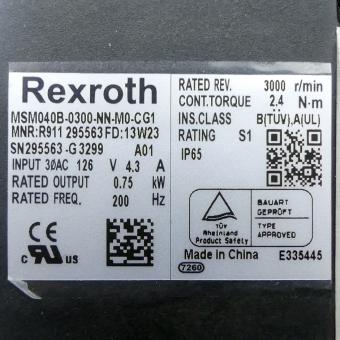 Rexroth
MSM040B-0300-NN-M0-CG1
MNR:R911 295563 FD:13W23
SN295563-G3299 A01
INPUT 3ØAC 126 V 4.3 A
RATED OUTPUT 0.75 kW
RATED FREQ. 200 Hz
CE
c UL US
RATED REV. 3000 r/min
CONT.TORQUE 2.4 N·m
INS.CLASS B(TÜV),A(UL)
RATING S1
IP65
TÜV
Rheinland
Product Safety
BAUART
GEPRÜFT
TYPE
APPROVED
7260
Made in China E335445